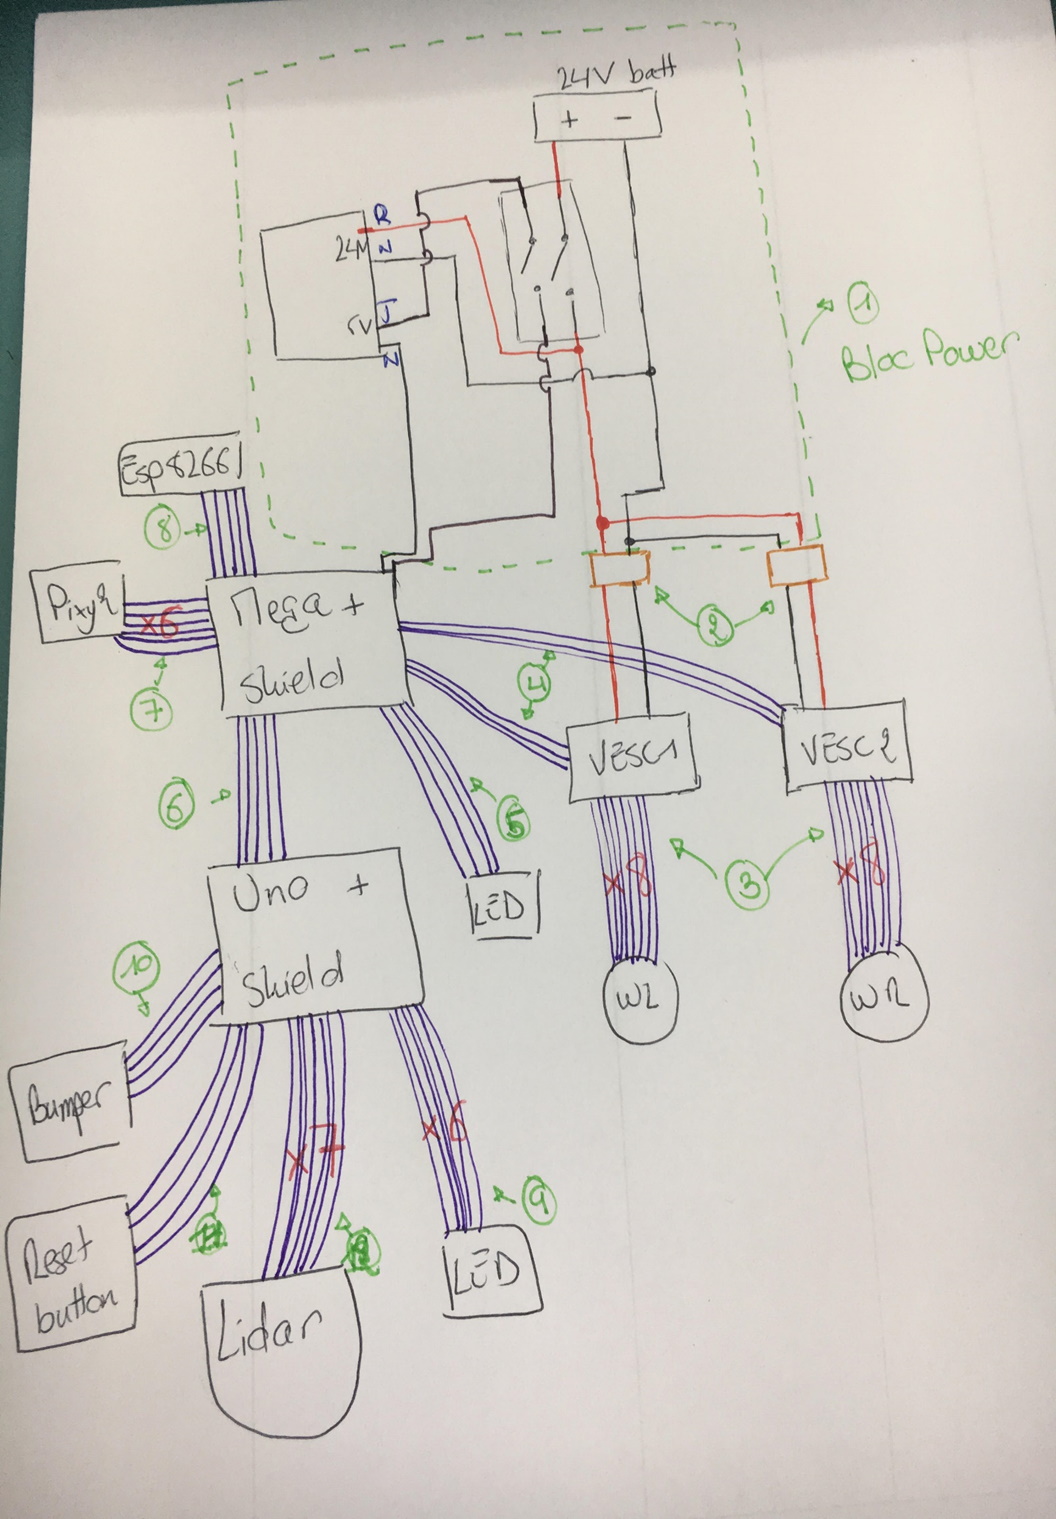 24V batt
+ -
R
24V
N
J
5V
N
1
Bloc Power
Esp8266
8
Pixy2
x6
7
Mega +
shield
2
4
VESC1
VESC2
6
5
x8
x8
3
Uno +
shield
LED
10
WL
WR
Bumper
x7
x6
9
11
Reset
button
Lidar
LED